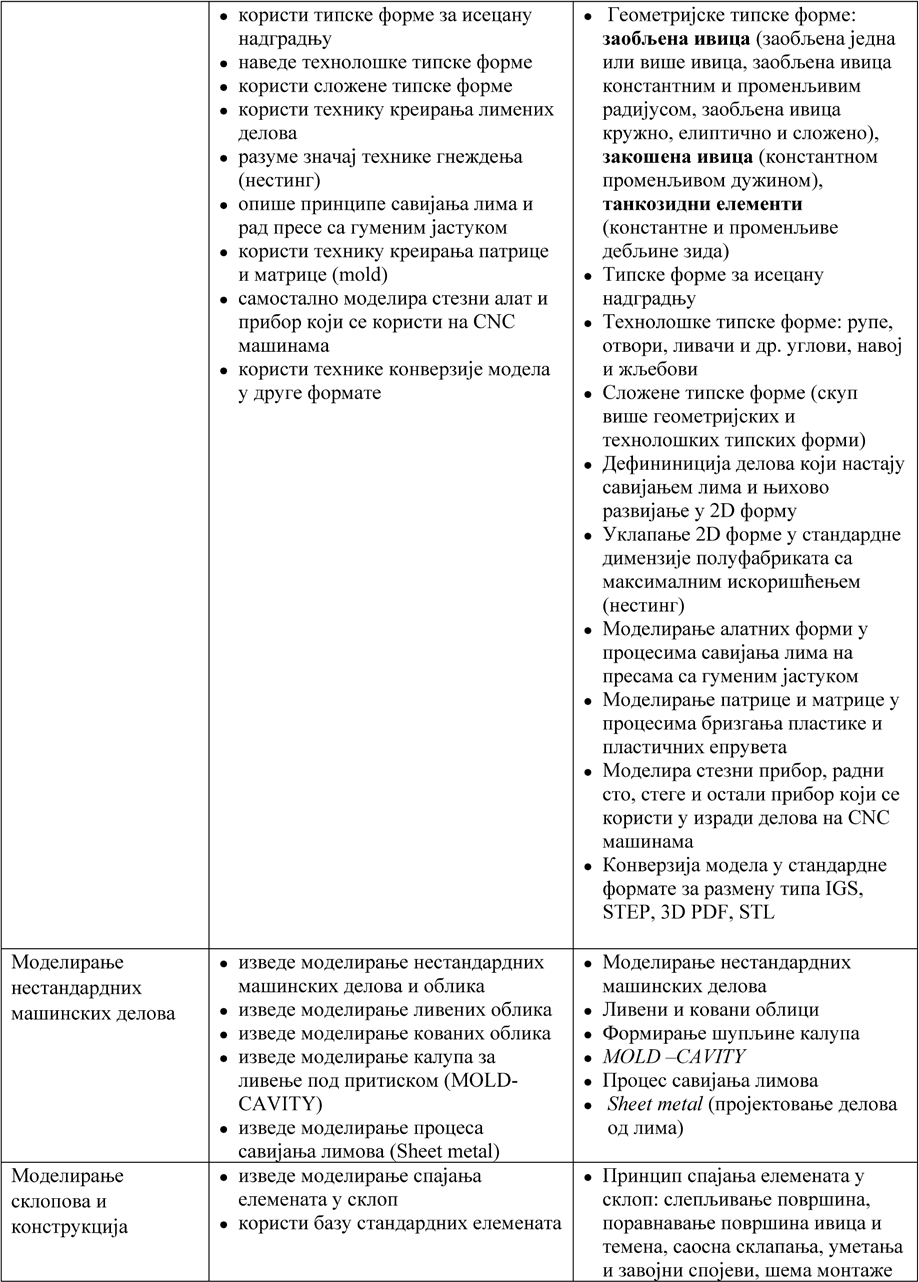 ● користи типске форме за исецану
надградњу
● наведе технолошке типске форме
● користи сложене типске форме
● користи технику креирања лимених
делова
● разуме значај технике гнеждења
(нестинг)
● опише принципе савијања лима и
рад пресе са гуменим јастуком
● користи технику креирања патрице
и матрице (mold)
● самостално моделира стезни алат и
прибор који се користи на CNC
машинама
● користи технике конверзије модела
у друге формате
● Геометријске типске форме:
заобљена ивица (заобљена једна
или више ивица, заобљена ивица
константним и променљивим
радијусом, заобљена ивица
кружно, елиптично и сложено),
закошена ивица (константном
променљивом дужином),
танкозидни елементи
(константне и променљиве
дебљине зида)
● Типске форме за исецану
надградњу
● Технолошке типске форме: рупе,
отвори, ливачи и др. углови, навој
и жљебови
● Сложене типске форме (скуп
више геометријских и
технолошких типских форми)
● Дефининиција делова који настају
савијањем лима и њихово
развијање у 2D форму
● Уклапање 2D форме у стандардне
димензије полуфабриката са
максималним искоришћењем
(нестинг)
● Моделирање алатних форми у
процесима савијања лима на
пресама са гуменим јастуком
● Моделирање патрице и матрице у
процесима бризгања пластике и
пластичних епрувета
● Моделира стезни прибор, радни
сто, стеге и остали прибор који се
користи у изради делова на CNC
машинама
● Конверзија модела у стандардне
формате за размену типа IGS,
STEP, 3D PDF, STL
Моделирање
нестандардних
машинских делова
● изведе моделирање нестандардних
машинских делова и облика
● изведе моделирање ливених облика
● изведе моделирање кованих облика
● изведе моделирање калупа за
ливење под притиском (MOLD-
CAVITY)
● изведе моделирање процеса
савијања лимова (Sheet metal)
● Моделирање нестандардних
машинских делова
● Ливени и ковани облици
● Формирање шупљине калупа
● MOLD –CAVITY
● Процес савијања лимова
● Sheet metal (пројектовање делова
од лима)
Моделирање
склопова и
конструкција
● изведе моделирање спајања
елемената у склоп
● користи базу стандардних елемената
● Принцип спајања елемената у
склоп: слепљивање површина,
поравнавање површина ивица и
темена, саосна склапања, уметања
и завојни спојеви, шема монтаже